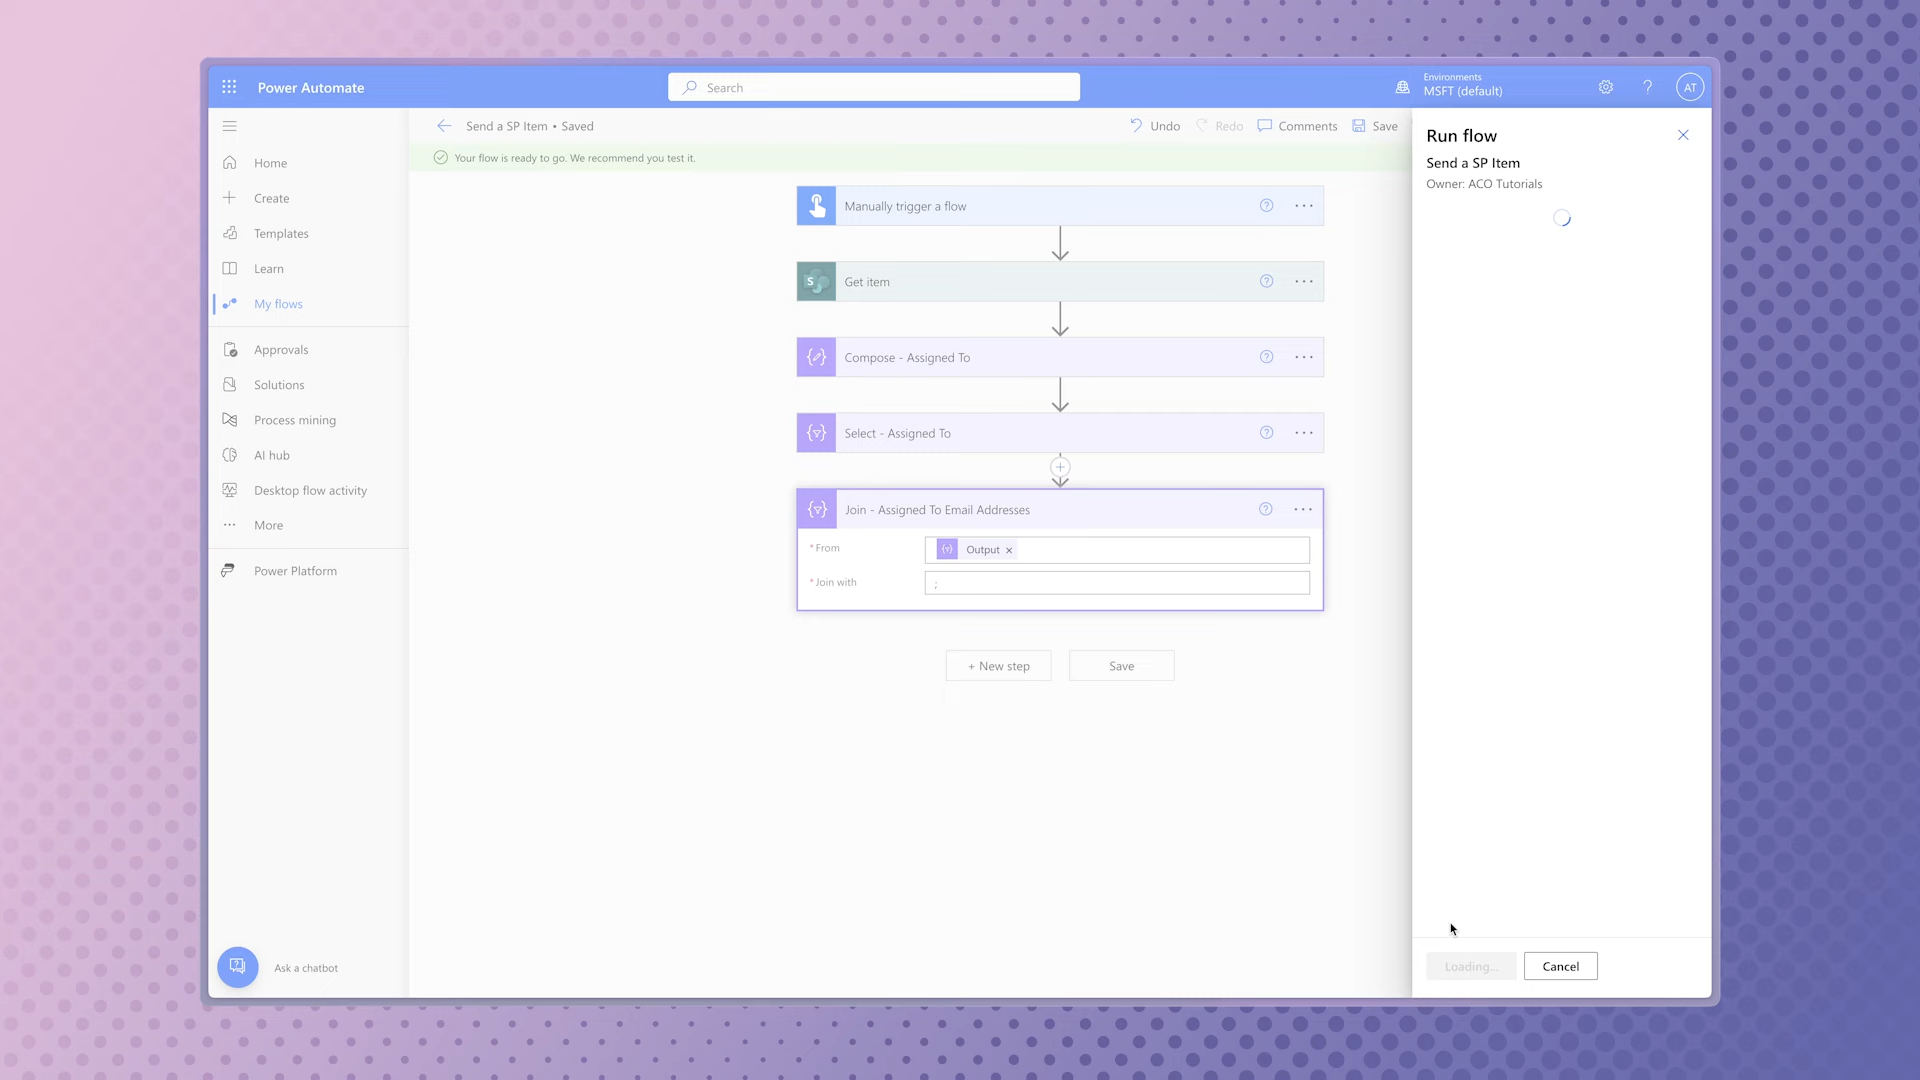 Power Automate
Search
Environments
MSFT (default)
?
AT
Send a SP Item • Saved
Undo
Redo
Comments
Save
Your flow is ready to go. We recommend you test it.
Home
Create
Templates
Learn
My flows
Approvals
Solutions
Process mining
AI hub
Desktop flow activity
More
Power Platform
Ask a chatbot
Manually trigger a flow
S
Get item
Compose - Assigned To
Select - Assigned To
Join - Assigned To Email Addresses
* From
Output ×
* Join with
;
+ New step
Save
Run flow
Send a SP Item
Owner: ACO Tutorials
Loading...
Cancel